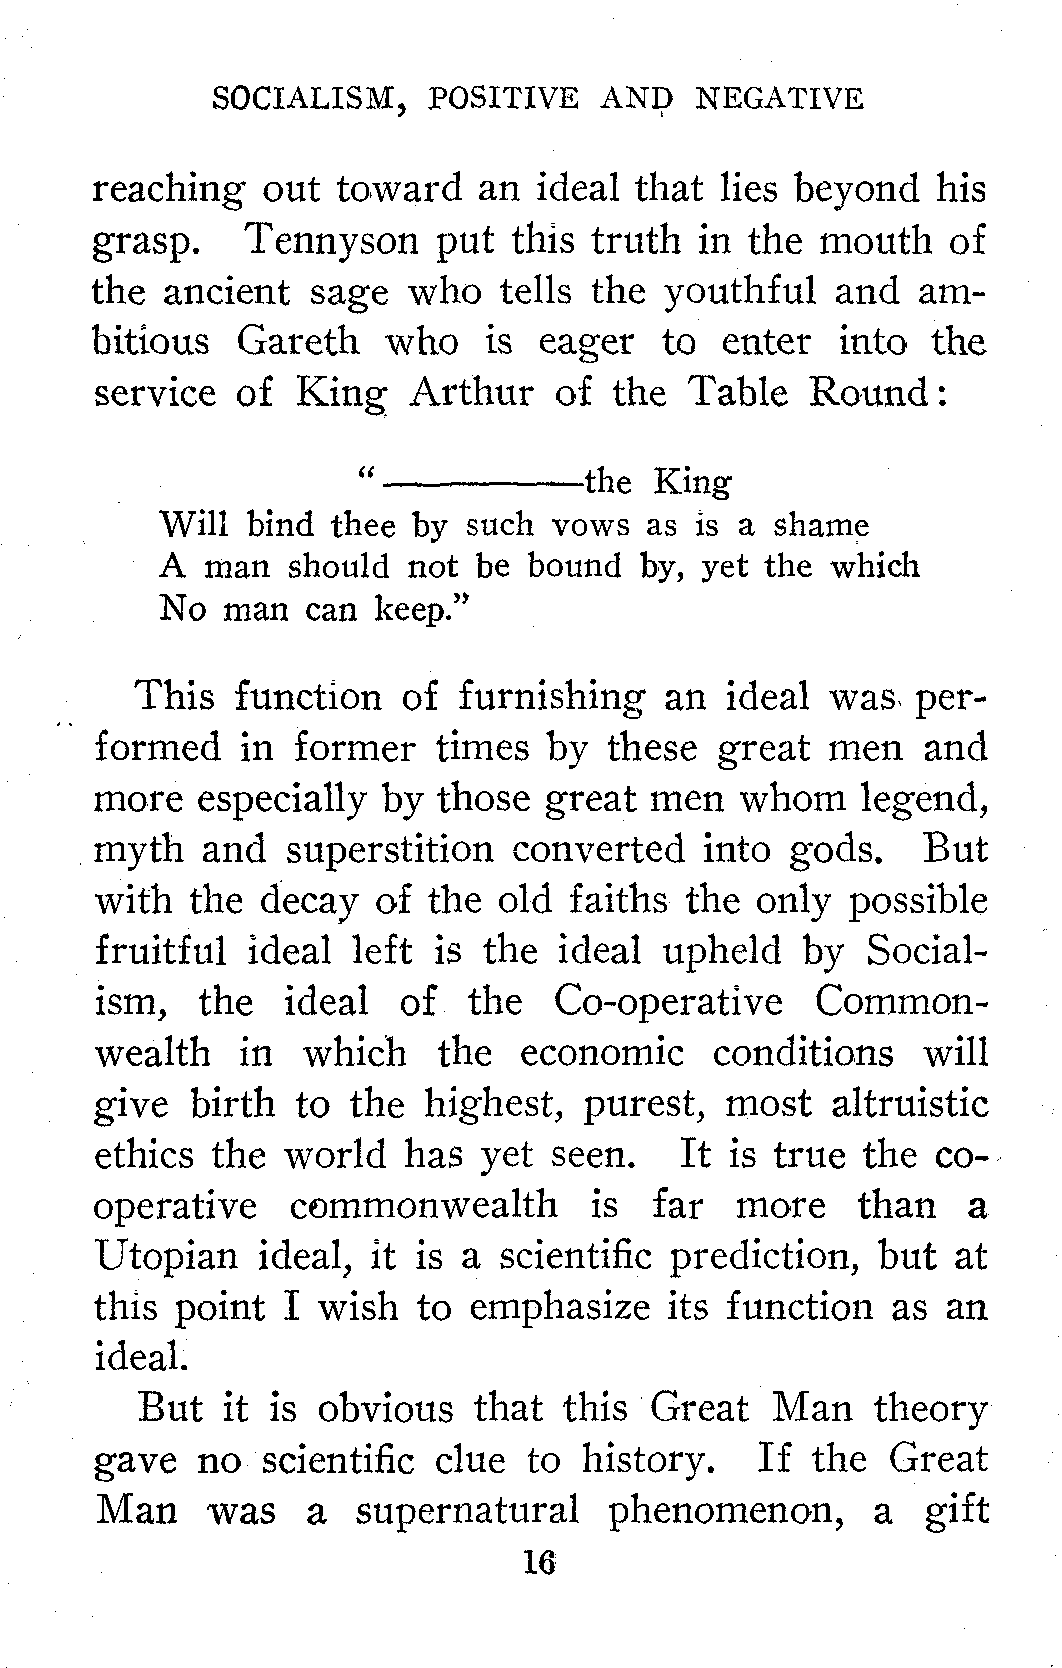 SOCIALISM, POSITIVE AND NEGATIVE
reaching out toward an ideal that lies beyond his
grasp. Tennyson put this truth in the mouth of
the ancient sage who tells the youthful and am-
bitious Gareth who is eager to enter into the
service of King Arthur of the Table Round:
"————the King
Will bind thee by such vows as is a shame
A man should not be bound by, yet the which
No man can keep."
This function of furnishing an ideal was per-
formed in former times by these great men and
more especially by those great men whom legend,
myth and superstition converted into gods. But
with the decay of the old faiths the only possible
fruitful ideal left is the ideal upheld by Social-
ism, the ideal of the Co-operative Common-
wealth in which the economic conditions will
give birth to the highest, purest, most altruistic
ethics the world has yet seen. It is true the co-
operative commonwealth is far more than a
Utopian ideal, it is a scientific prediction, but at
this point I wish to emphasize its function as an
ideal.
But it is obvious that this Great Man theory
gave no scientific clue to history. If the Great
Man was a supernatural phenomenon, a gift
16